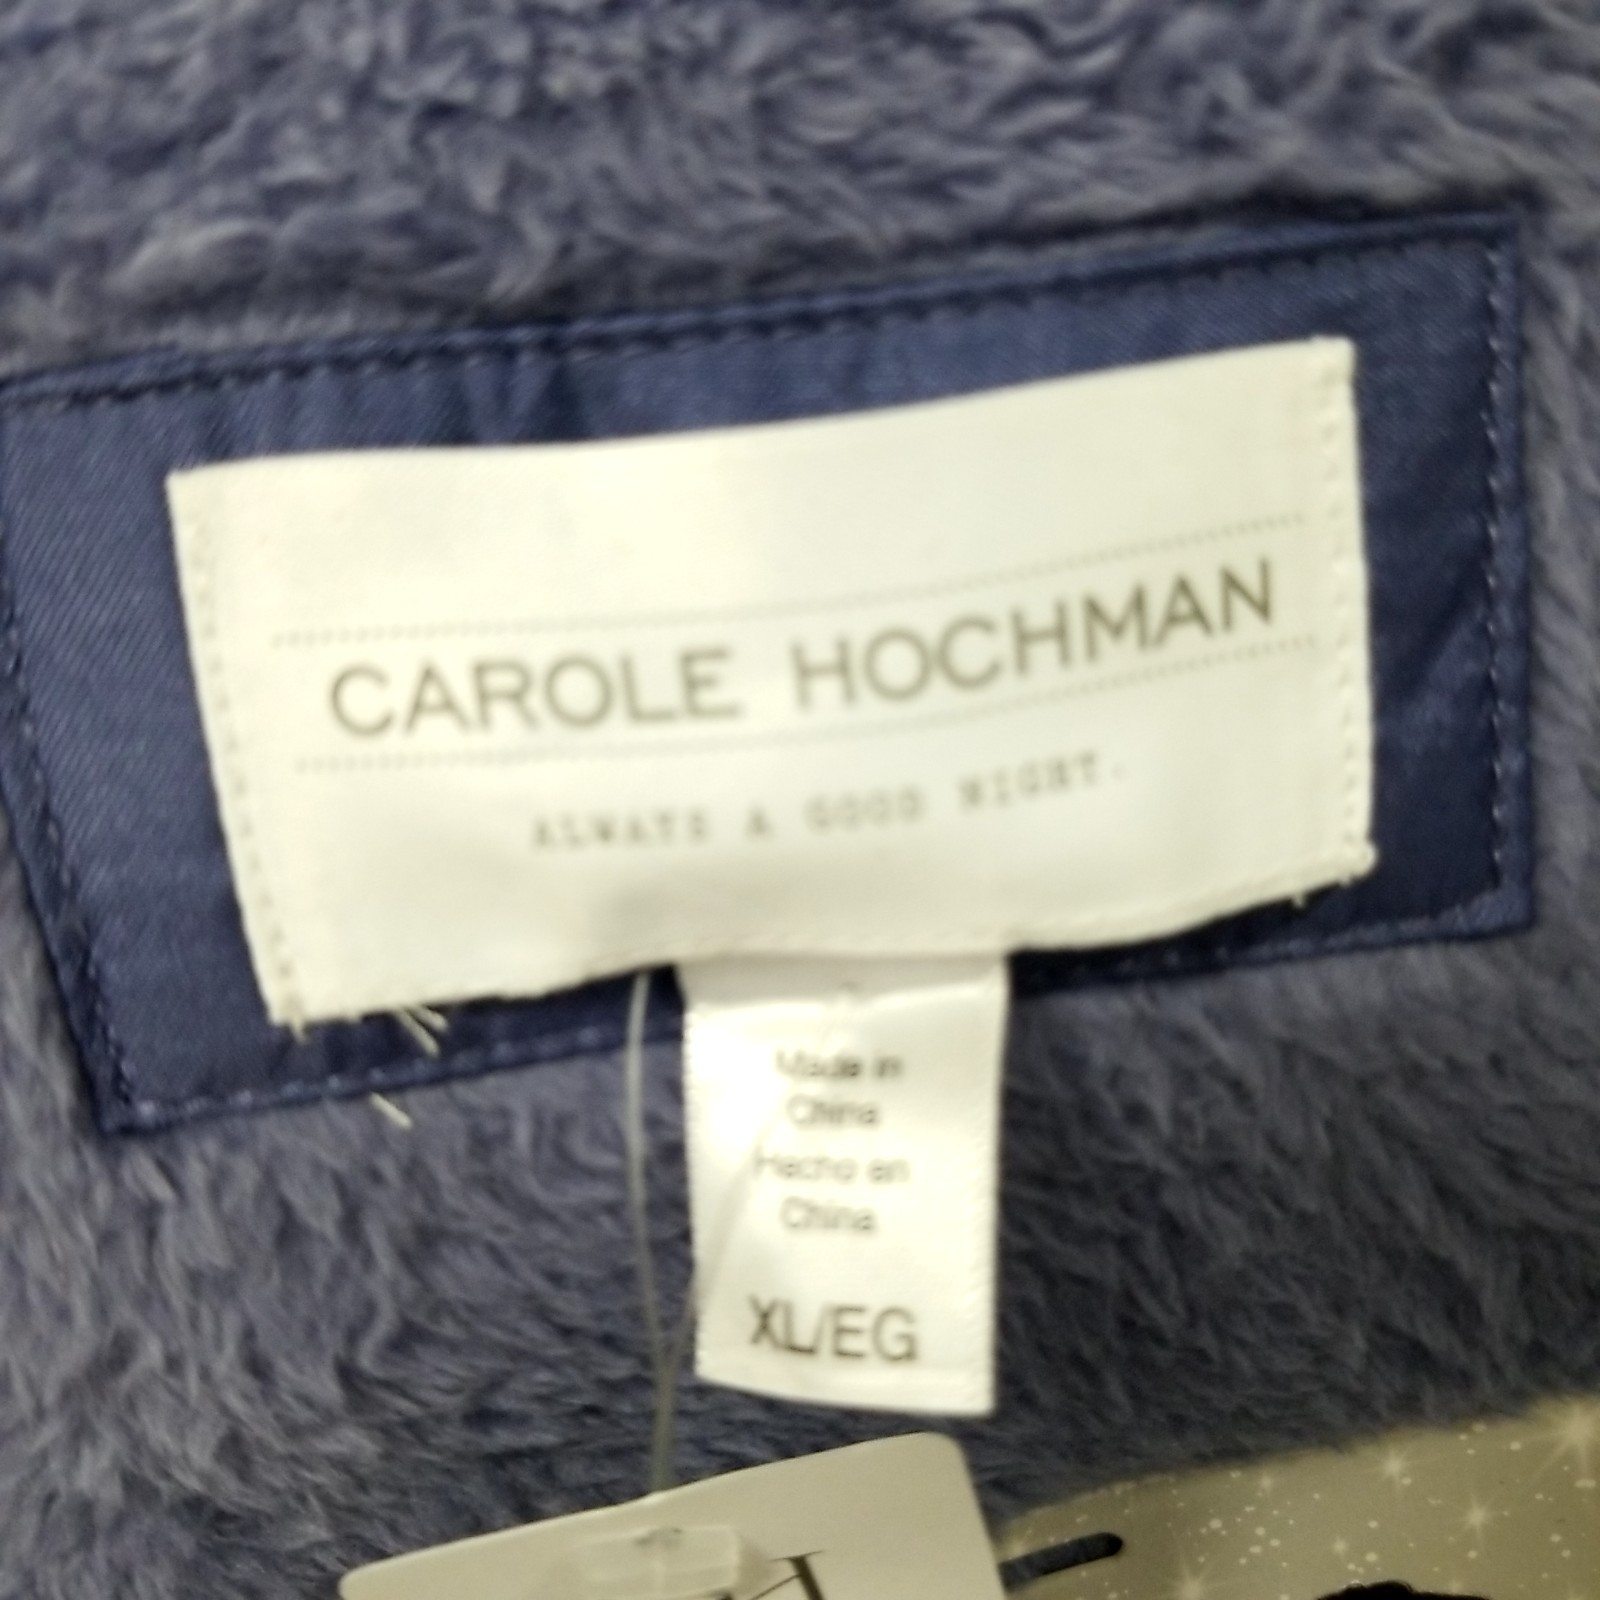 CAROLE HOCHMAN
ALWAYS A GOOD NIGHT.
Made in
China
Hecho en
China
XL/EG